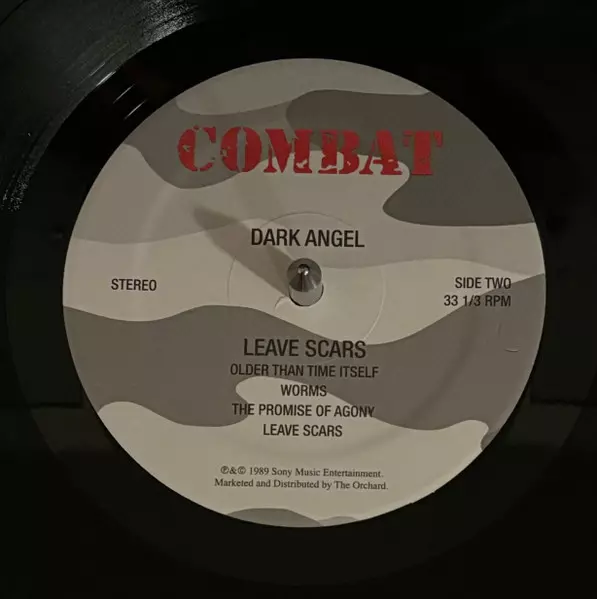 COMBAT
DARK ANGEL
STEREO
SIDE TWO
33 1/3 RPM
LEAVE SCARS
OLDER THAN TIME ITSELF
WORMS
THE PROMISE OF AGONY
LEAVE SCARS
℗&© 1989 Sony Music Entertainment.
Marketed and Distributed by The Orchard.